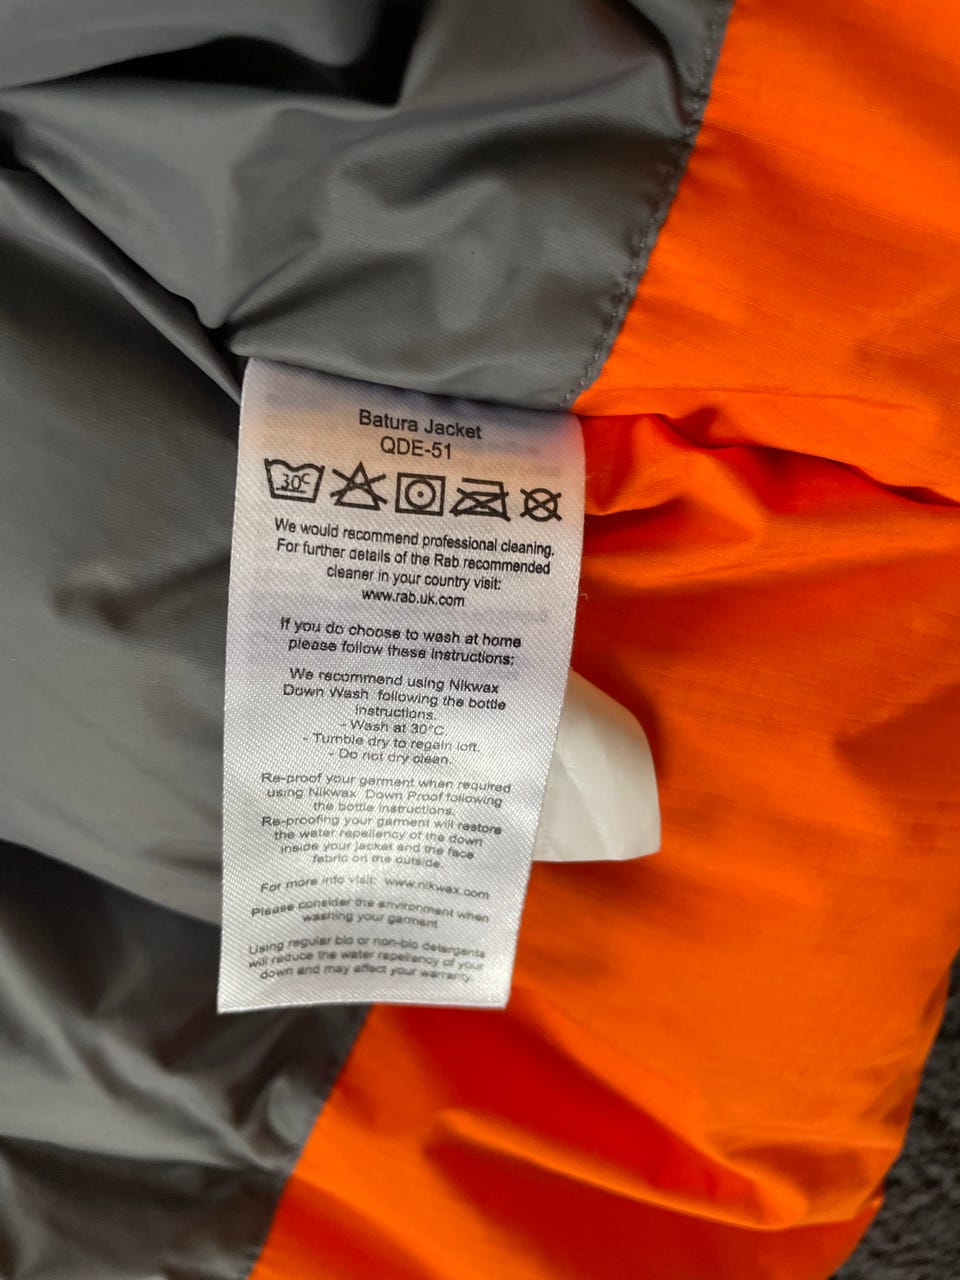 Batura Jacket
QDE-51
30°C
We would recommend professional cleaning.
For further details of the Rab recommended
cleaner in your country visit:
www.rab.uk.com
If you do choose to wash at home
please follow these instructions:
We recommend using Nikwax
Down Wash following the bottle
instructions.
- Wash at 30°C.
- Tumble dry to regain loft.
- Do not dry clean.
Re-proof your garment when required
using Nikwax Down Proof following
the bottle instructions.
Re-proofing your garment will restore
the water repellency of the down
inside your jacket and the face
fabric on the outside.
For more info visit: www.nikwax.com
Please consider the environment when
washing your garment
Using regular bio or non-bio detergents
will reduce the water repellency of your
down and may affect your warranty.